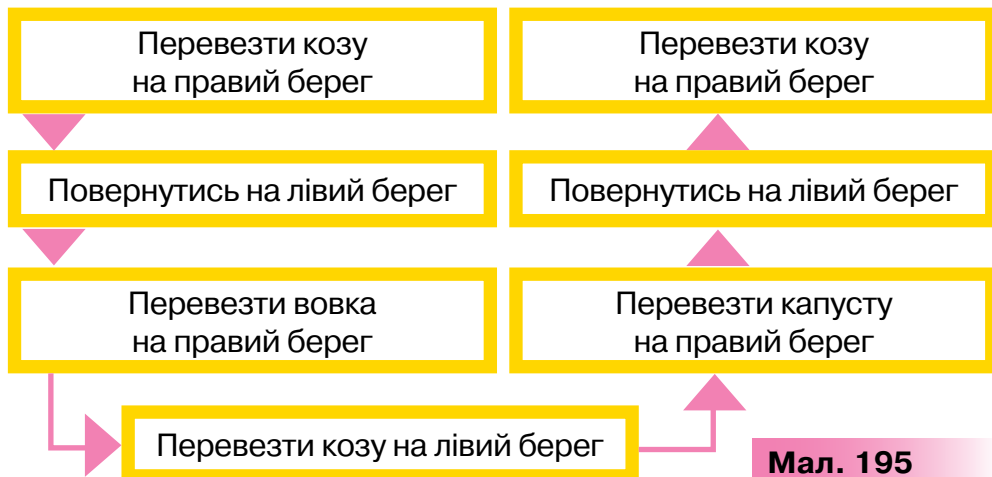 Перевезти козу
на правий берег
Повернутись на лівий берег
Перевезти вовка
на правий берег
Перевезти козу на лівий берег
Перевезти капусту
на правий берег
Повернутись на лівий берег
Перевезти козу
на правий берег
Мал. 195